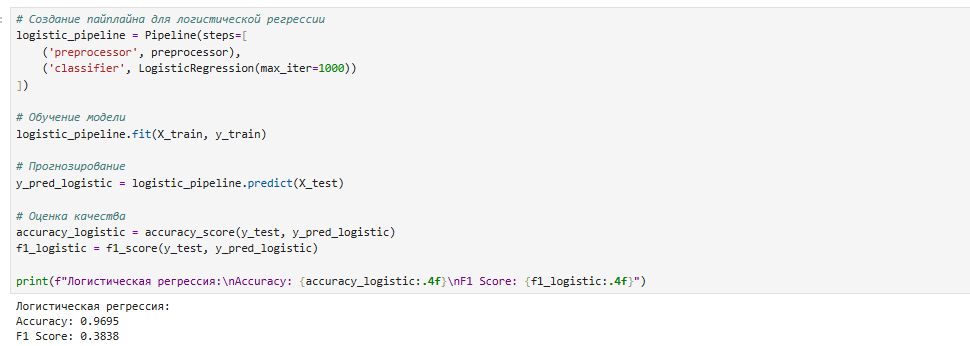 # Создание пайплайна для логистической регрессии
logistic_pipeline = Pipeline(steps=[
    ('preprocessor', preprocessor),
    ('classifier', LogisticRegression(max_iter=1000))
])
# Обучение модели
logistic_pipeline.fit(X_train, y_train)
# Прогнозирование
y_pred_logistic = logistic_pipeline.predict(X_test)
# Оценка качества
accuracy_logistic = accuracy_score(y_test, y_pred_logistic)
f1_logistic = f1_score(y_test, y_pred_logistic)
print(f"Логистическая регрессия:\nAccuracy: {accuracy_logistic:.4f}\nF1 Score: {f1_logistic:.4f}")
Логистическая регрессия:
Accuracy: 0.9695
F1 Score: 0.3838